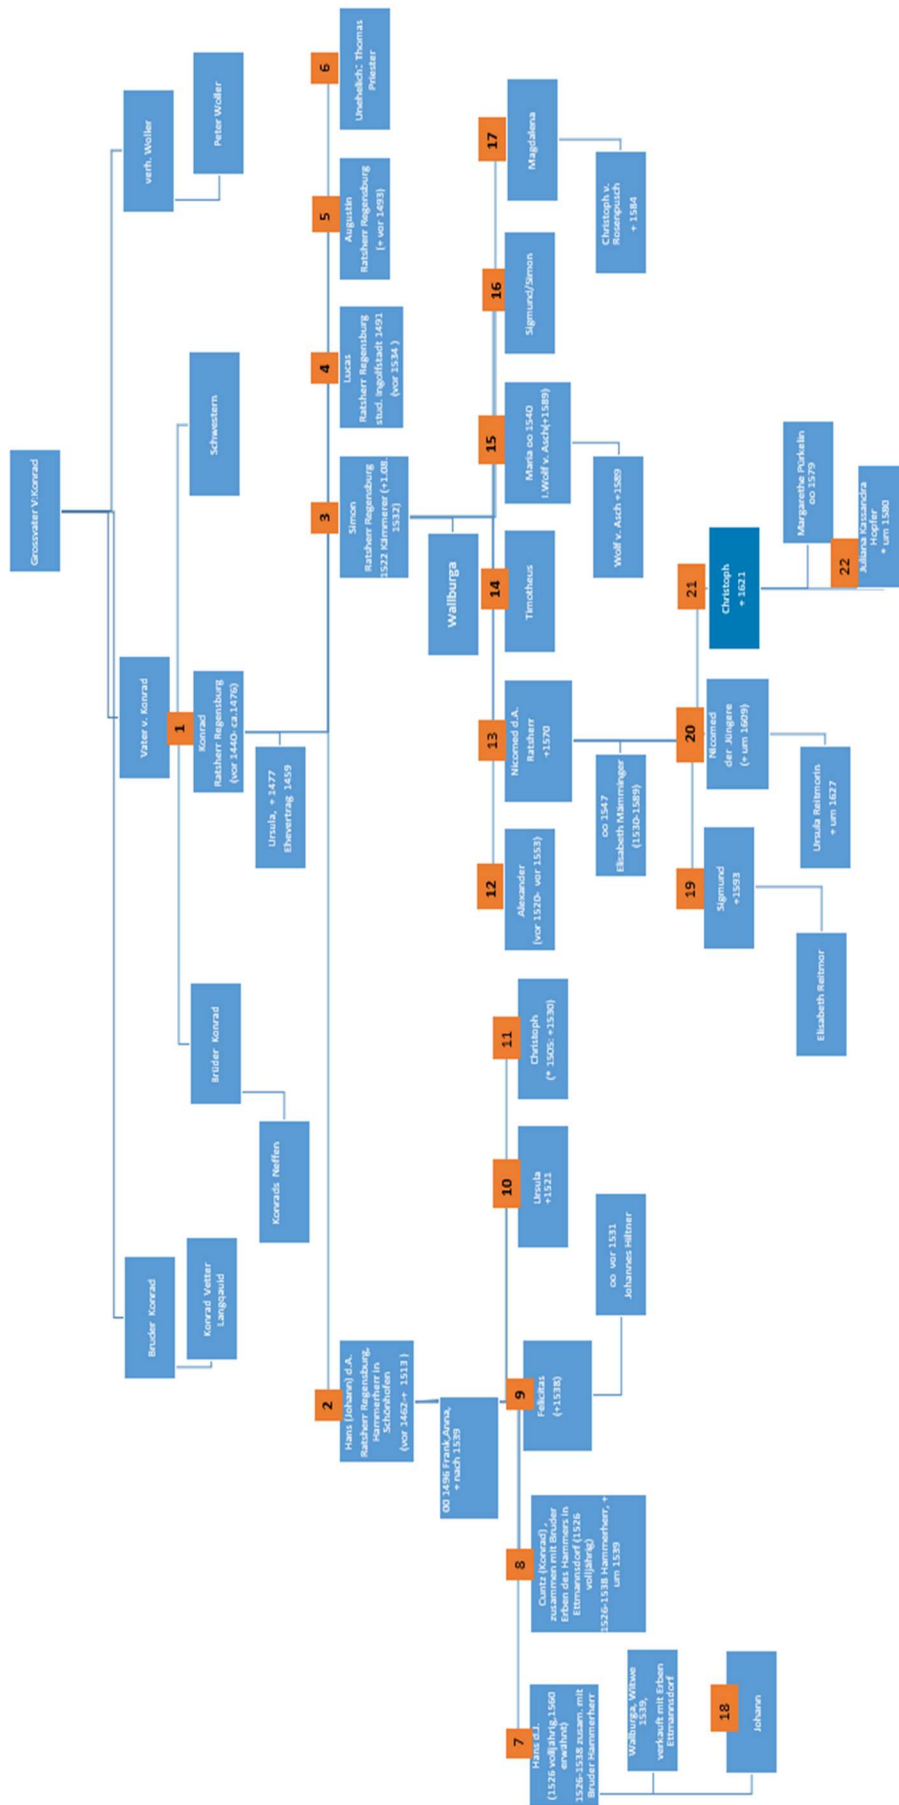 Grossvater V:Konrad
Bruder Konrad
Konrad Vetter
Langqauid
Vater v. Konrad
verh. Woller
Peter Woller
Brüder Konrad
Konrads Neffen
1
Konrad
Ratsherr Regensburg
(vor 1440- ca.1476)
Schwestern
Ursula, + 1477
Ehevertrag 1459
2
Hans (Johann) d.A.
Ratsherr Regensburg,
Hammerherr in
Schönhofen
(vor 1462-+ 1513 )
3
Simon
Ratsherr Regensburg
1522 Kämmerer (+1.08.
1532)
4
Lucas
Ratsherr Regensburg
stud. Ingolfstadt 1491
(vor 1534 )
5
Augustin
Ratsherr Regensburg
(+ vor 1493)
6
Unehelich: Thomas
Priester
oo 1496 Frank,Anna,
+ nach 1539
Wallburga
7
Hans d.J.
(1526 volljährig,1560
erwähnt)
1526-1538 zusam. mit
Bruder Hammerherr
8
Cuntz (Konrad) ,
zusammen mit Bruder
Erben des Hammers in
Ettmannsdorf (1526
volljährig)
1526-1538 Hammerherr, +
um 1539
9
Felicitas
(+1538)
10
Ursula
+1521
11
Christoph
(* 1505: +1530)
12
Alexander
(vor 1520- vor 1553)
13
Nicomed d.A.
Ratsherr
+1570
14
Timotheus
15
Maria oo 1540
I.Wolf v. Asch(+1589)
16
Sigmund/Simon
17
Magdalena
Walburga, Witwe
1539,
verkauft mit Erben
Ettmannsdorf
oo vor 1531
Johannes Hiltner
oo 1547
Elisabeth Mämminger
(1530-1589)
Wolf v. Asch +1589
Christoph v.
Rosenpusch
+ 1584
18
Johann
19
Sigmund
+1593
20
Nicomed
der Jüngere
(+ um 1609)
21
Christoph
+ 1621
Elisabeth Reitmor
Ursula Reitmorin
+ um 1627
Margarethe Pürkelin
oo 1579
22
Juliana Kassandra
Hopfer
* um 1580